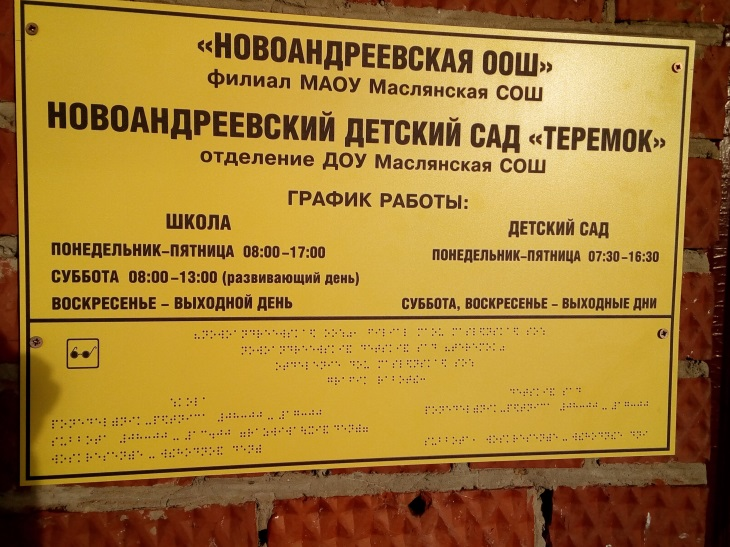 «НОВОАНДРЕЕВСКАЯ ООШ»
филиал МАОУ Маслянская СОШ
НОВОАНДРЕЕВСКИЙ ДЕТСКИЙ САД «ТЕРЕМОК»
отделение ДОУ Маслянская СОШ
ГРАФИК РАБОТЫ:
ШКОЛА
ПОНЕДЕЛЬНИК–ПЯТНИЦА 08:00–17:00
СУББОТА 08:00–13:00 (развивающий день)
ВОСКРЕСЕНЬЕ – ВЫХОДНОЙ ДЕНЬ
ДЕТСКИЙ САД
ПОНЕДЕЛЬНИК–ПЯТНИЦА 07:30–16:30
СУББОТА, ВОСКРЕСЕНЬЕ – ВЫХОДНЫЕ ДНИ